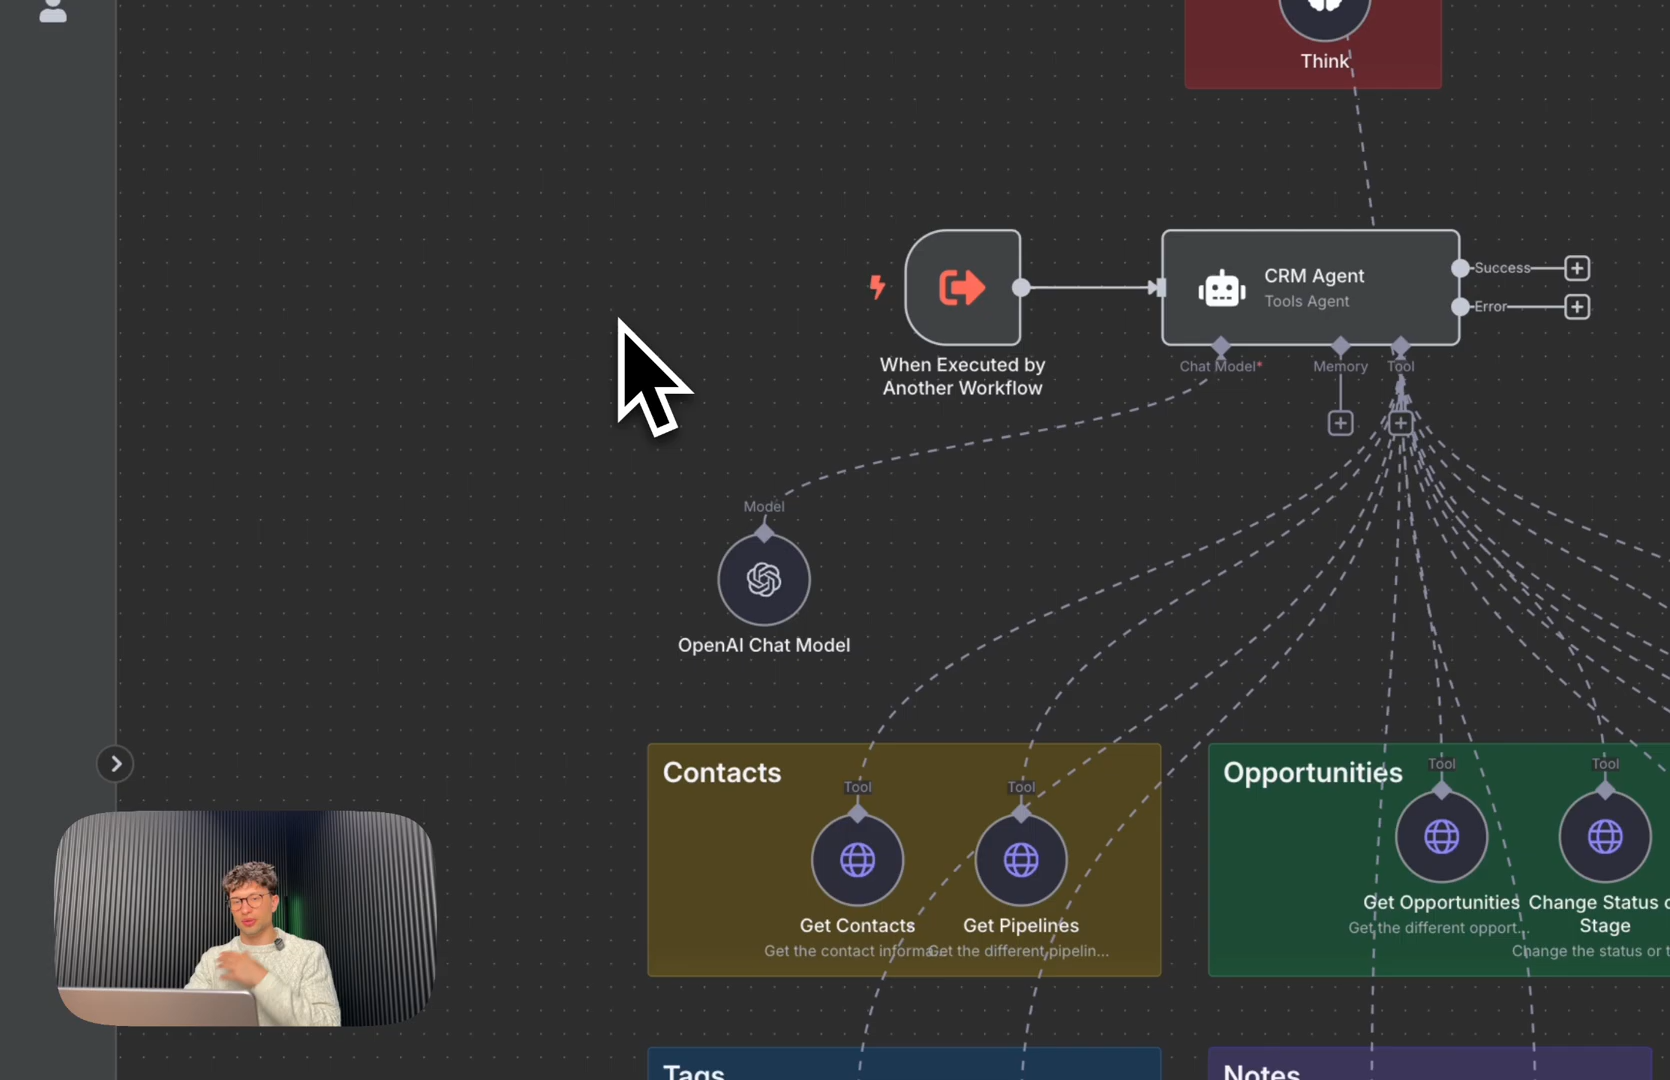 Think
CRM Agent
Tools Agent
Success
Error
When Executed by
Another Workflow
Chat Model*
Memory
Tool
Model
OpenAI Chat Model
Contacts
Tool
Tool
Get Contacts
Get the contact informa...
Get Pipelines
Get the different pipelin...
Opportunities
Tool
Tool
Get Opportunities
Get the different opport...
Change Status o
Stage
Change the status or t
Tags
Notes